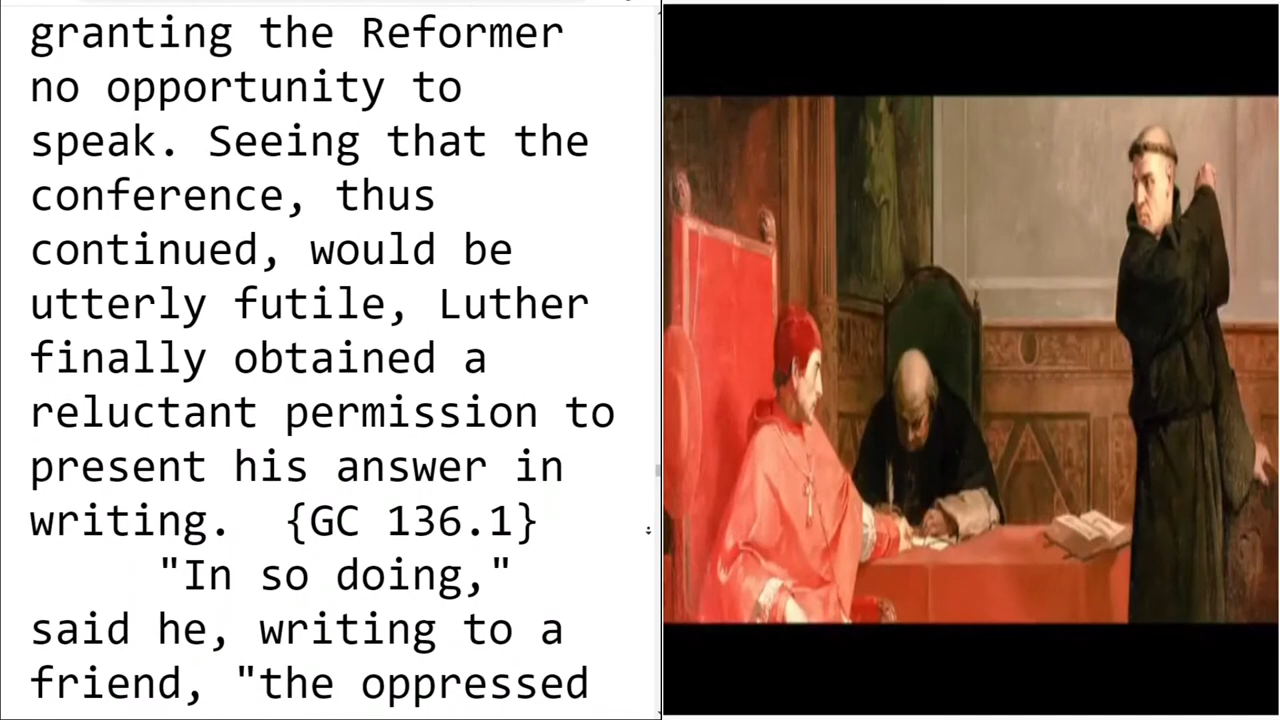 granting the Reformer
no opportunity to
speak. Seeing that the
conference, thus
continued, would be
utterly futile, Luther
finally obtained a
reluctant permission to
present his answer in
writing.  {GC 136.1}
"In so doing,"
said he, writing to a
friend, "the oppressed